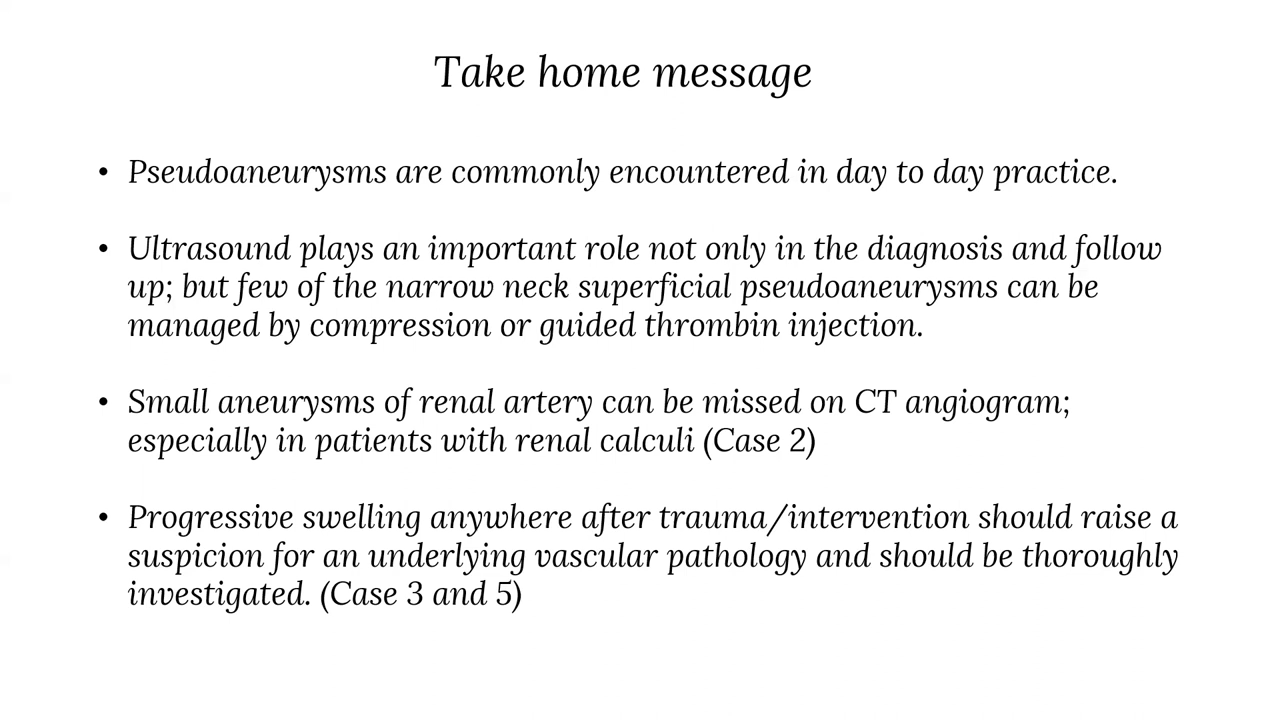 Take home message
• Pseudoaneurysms are commonly encountered in day to day practice.
• Ultrasound plays an important role not only in the diagnosis and follow
up; but few of the narrow neck superficial pseudoaneurysms can be
managed by compression or guided thrombin injection.
• Small aneurysms of renal artery can be missed on CT angiogram;
especially in patients with renal calculi (Case 2)
• Progressive swelling anywhere after trauma/intervention should raise a
suspicion for an underlying vascular pathology and should be thoroughly
investigated. (Case 3 and 5)